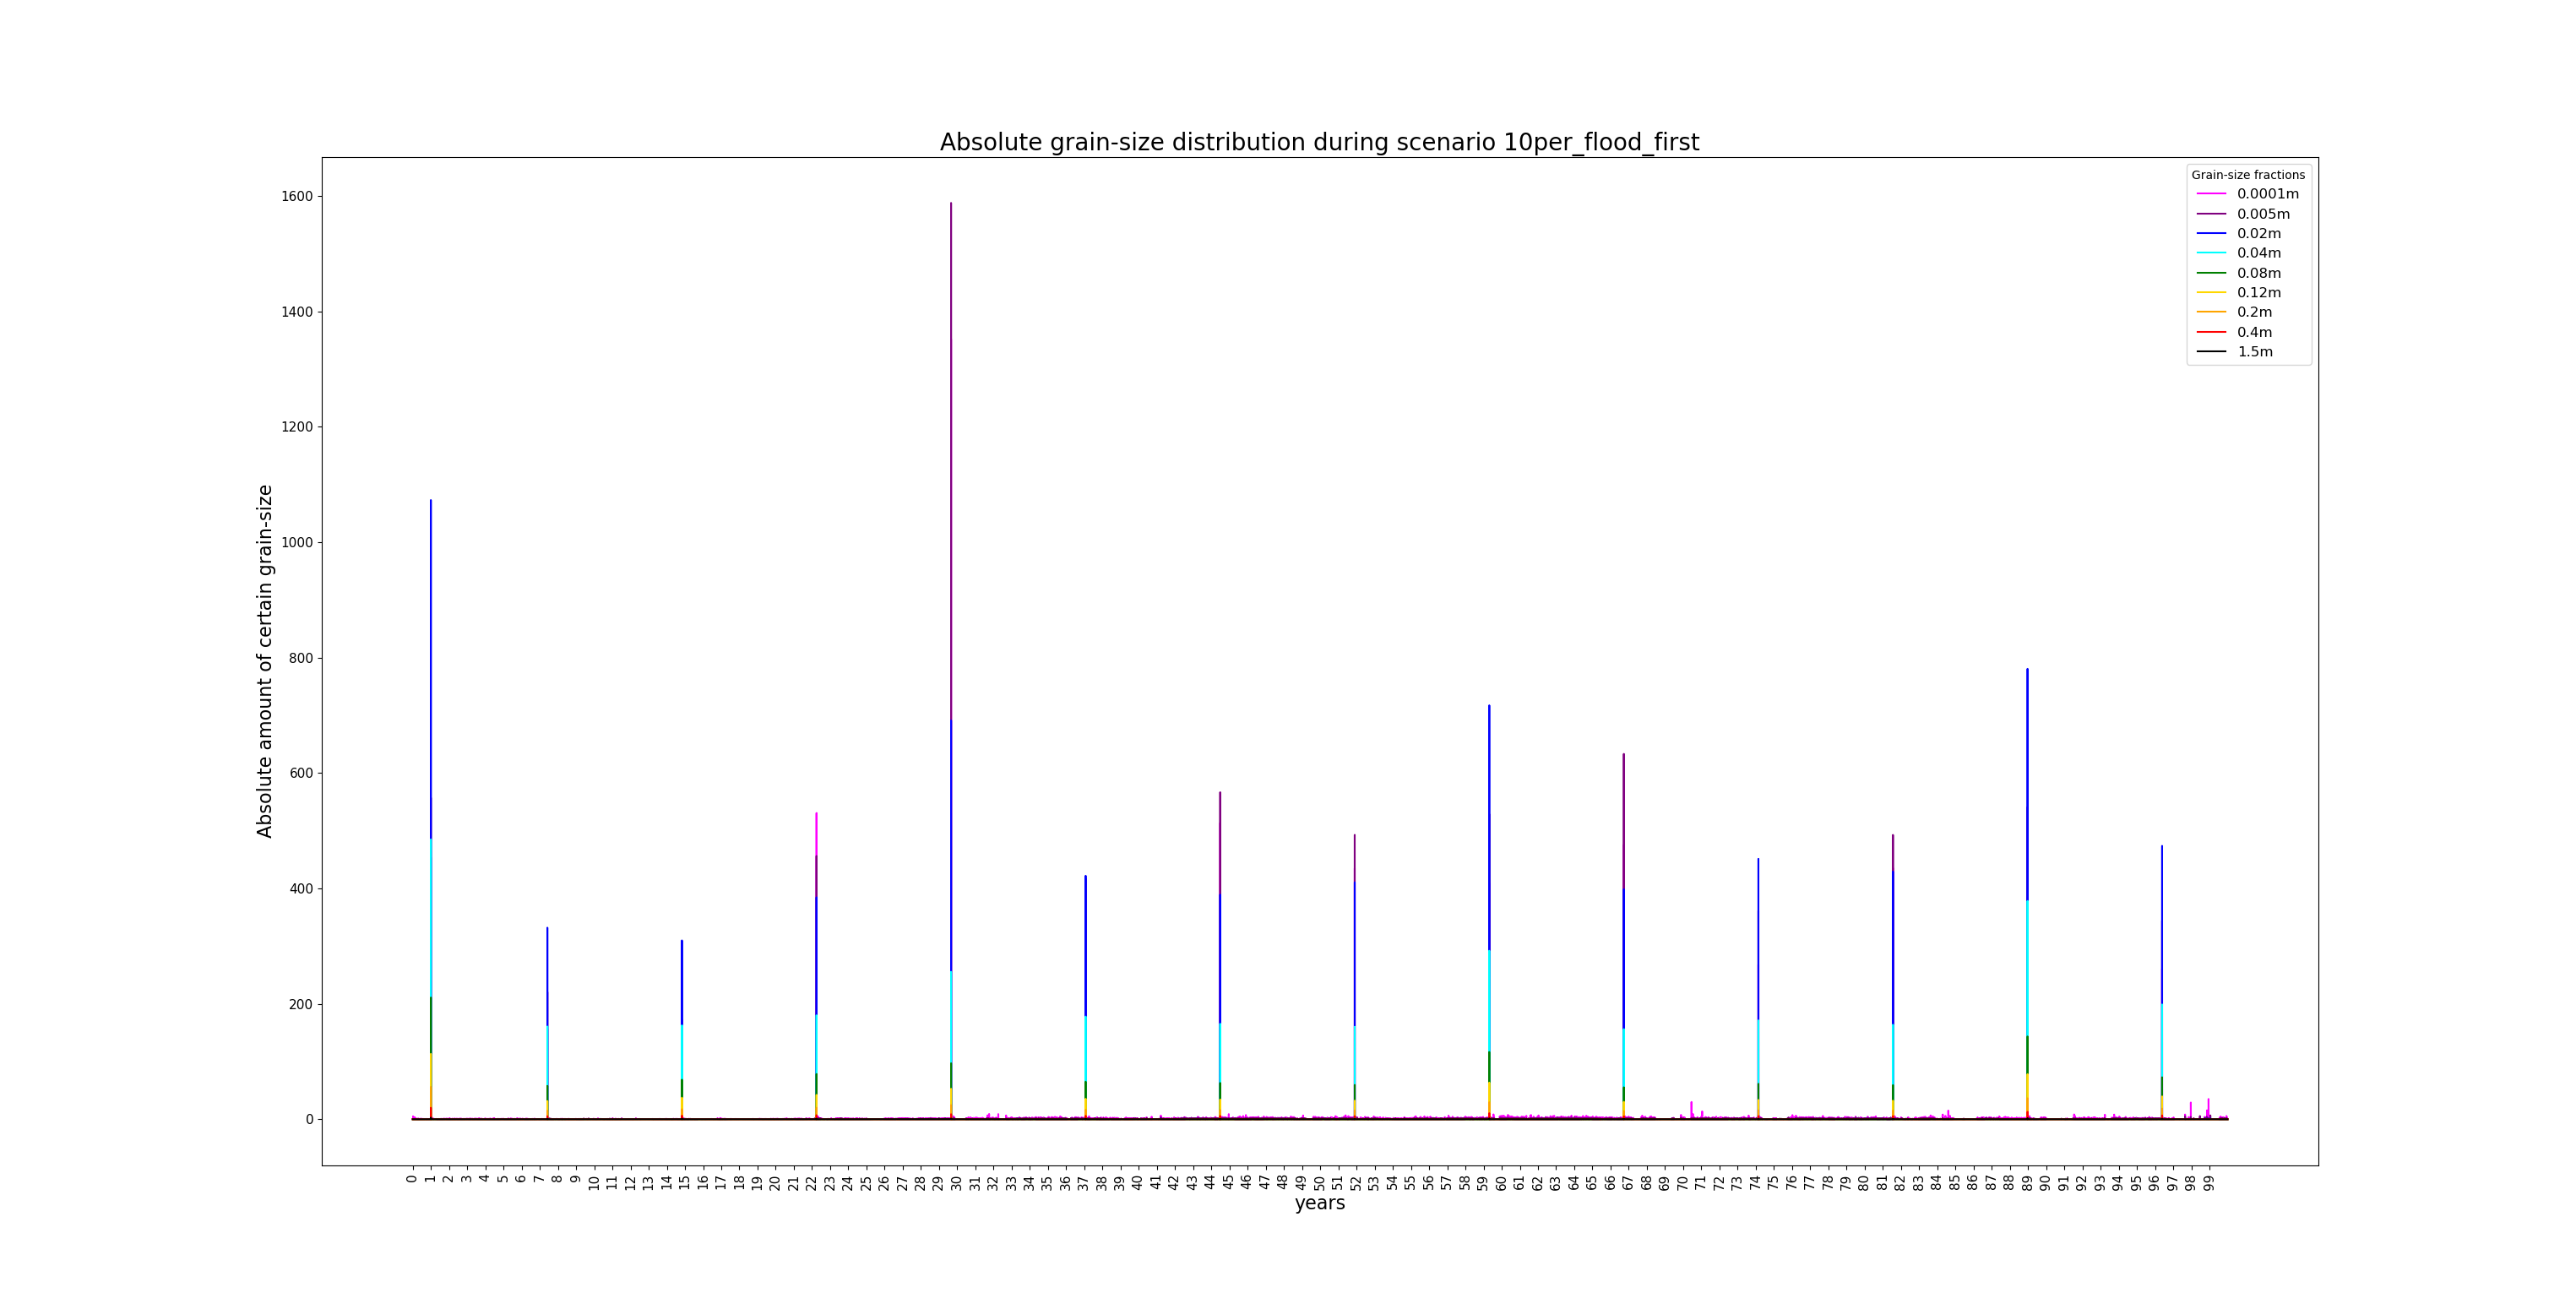 Absolute grain-size distribution during scenario 10per_flood_first
Absolute amount of certain grain-size
1600
1400
1200
1000
800
600
400
200
0
Grain-size fractions
0.0001m
0.005m
0.02m
0.04m
0.08m
0.12m
0.2m
0.4m
1.5m
0 1 2 3 4 5 6 7 8 9 10 11 12 13 14 15 16 17 18 19 20 21 22 23 24 25 26 27 28 29 30 31 32 33 34 35 36 37 38 39 40 41 42 43 44 45 46 47 48 49 50 51 52 53 54 55 56 57 58 59 60 61 62 63 64 65 66 67 68 69 70 71 72 73 74 75 76 77 78 79 80 81 82 83 84 85 86 87 88 89 90 91 92 93 94 95 96 97 98 99
years